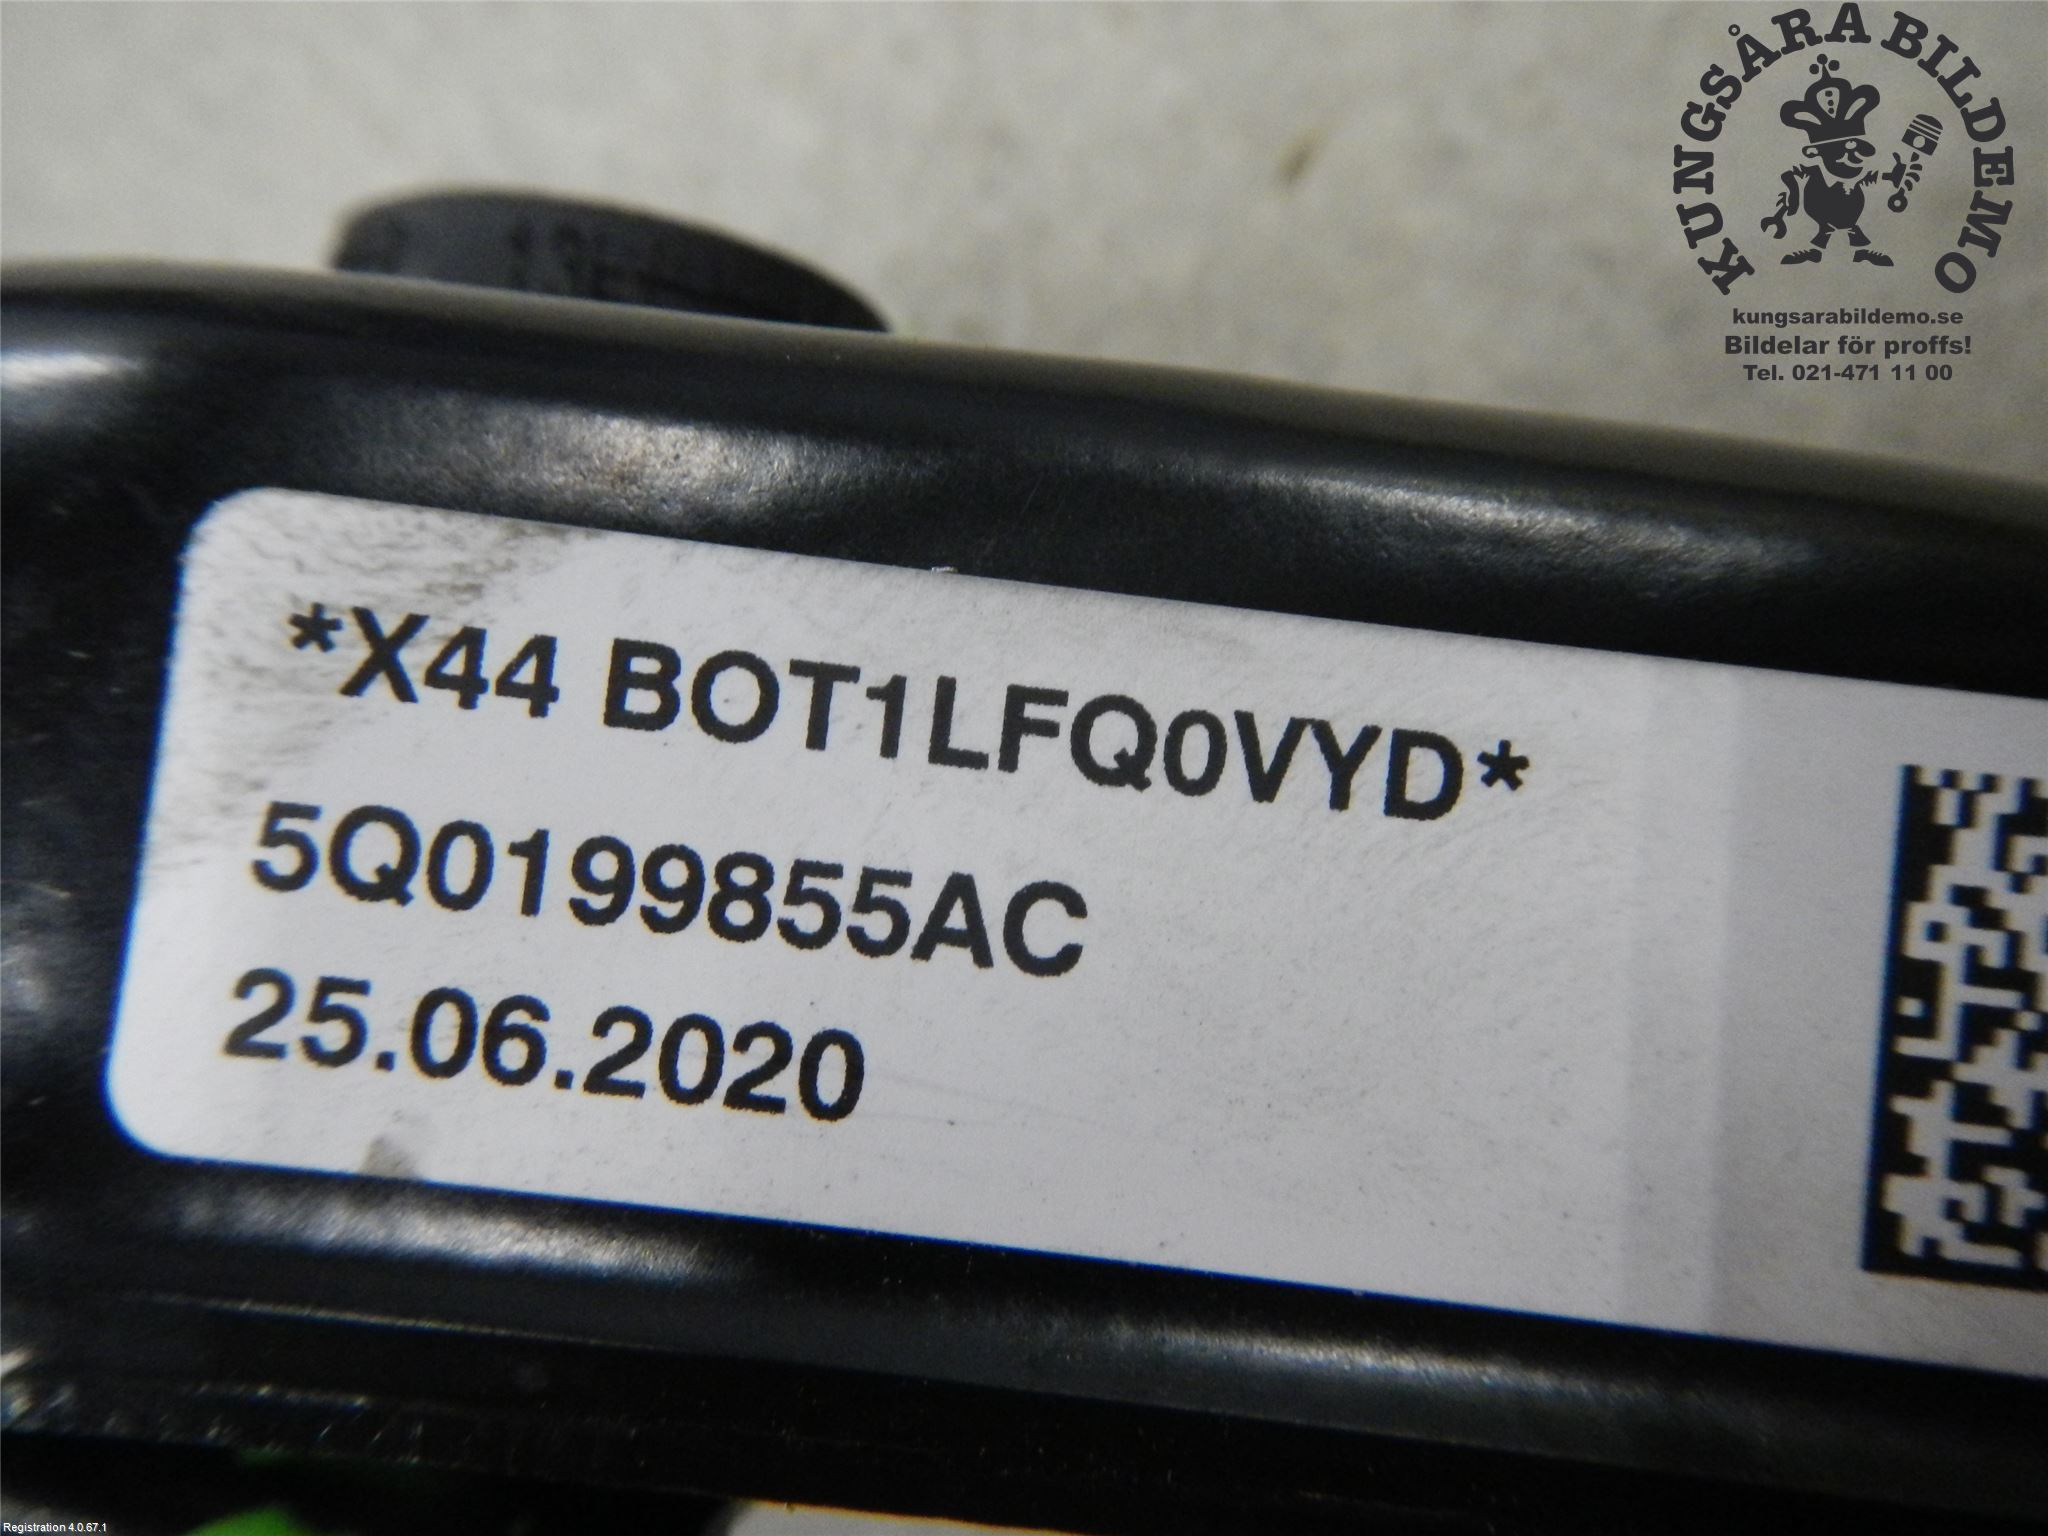 KUNGSÅRA BILDEMO
kungsarabildemo.se
Bildelar för proffs!
Tel. 021-471 11 00
*X44 BOT1LFQ0VYD*
5Q0199855AC
25.06.2020
Registration 4.0.67.1